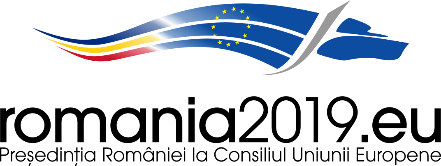 romania2019.eu
Președinția României la Consiliul Uniunii Europene